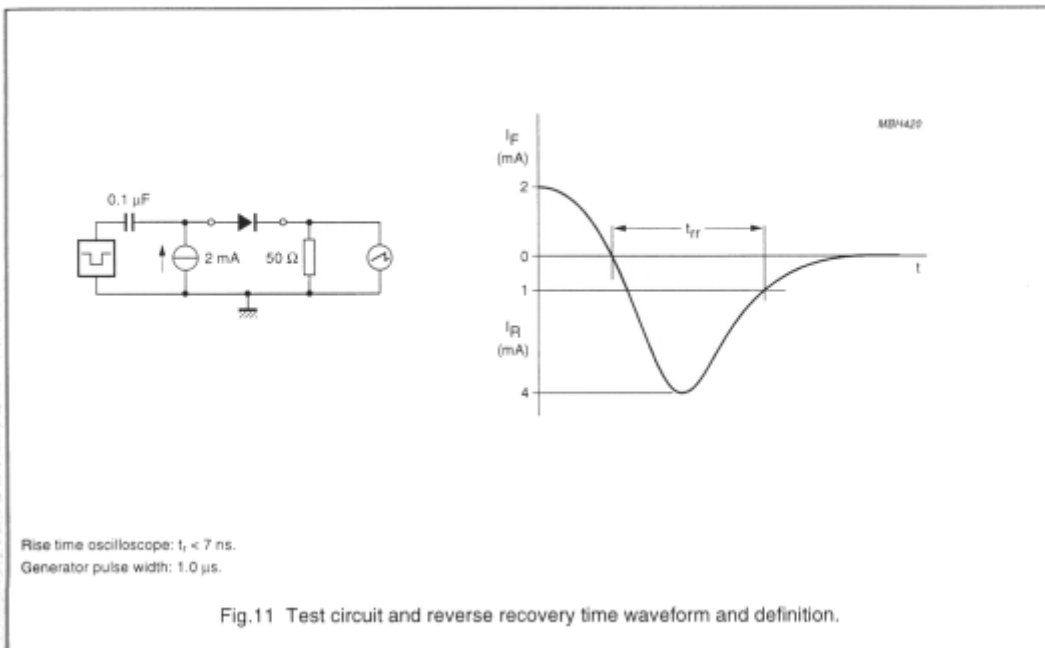 MBH420
I_F
(mA)
2
0.1 µF
t_rr
2 mA
50 Ω
0
t
1
I_R
(mA)
4
Rise time oscilloscope: t_r < 7 ns.
Generator pulse width: 1.0 µs.
Fig.11 Test circuit and reverse recovery time waveform and definition.